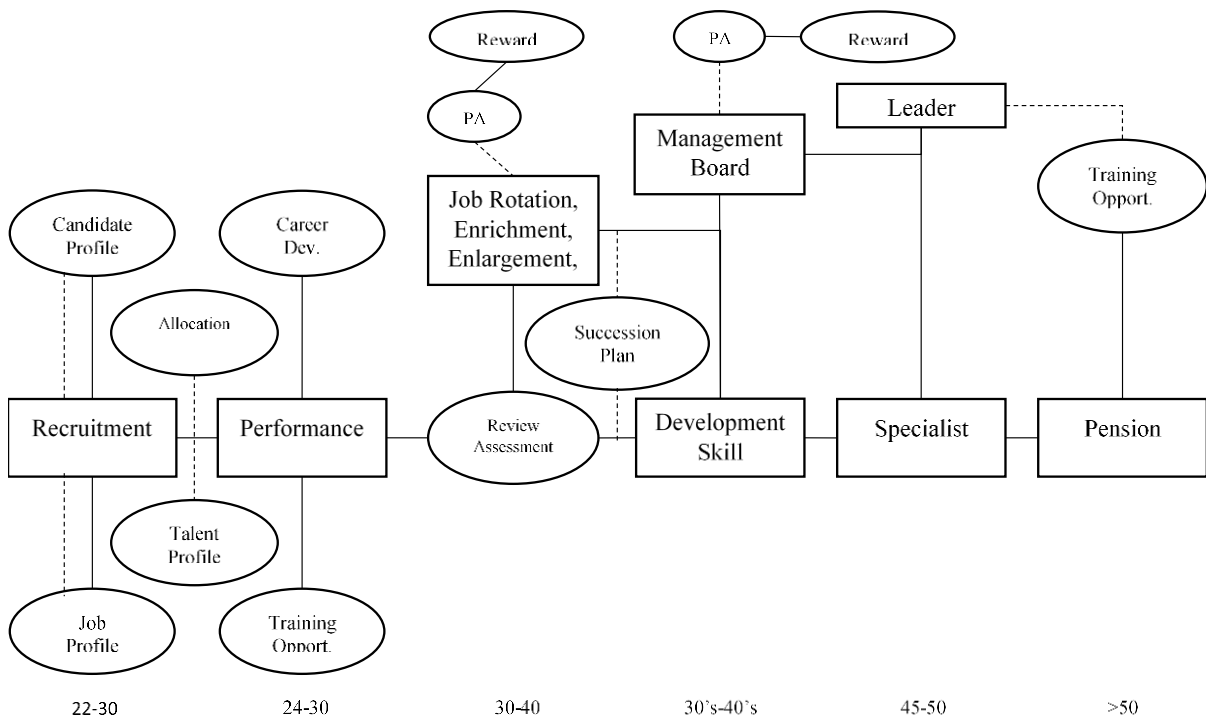 Reward
PA
Reward
PA
Leader
Management
Board
Training
Opport.
Job Rotation,
Enrichment,
Enlargement,
Candidate
Profile
Career
Dev.
Allocation
Succession
Plan
Recruitment
Performance
Review
Assessment
Development
Skill
Specialist
Pension
Talent
Profile
Job
Profile
Training
Opport.
22-30
24-30
30-40
30`s-40`s
45-50
>50